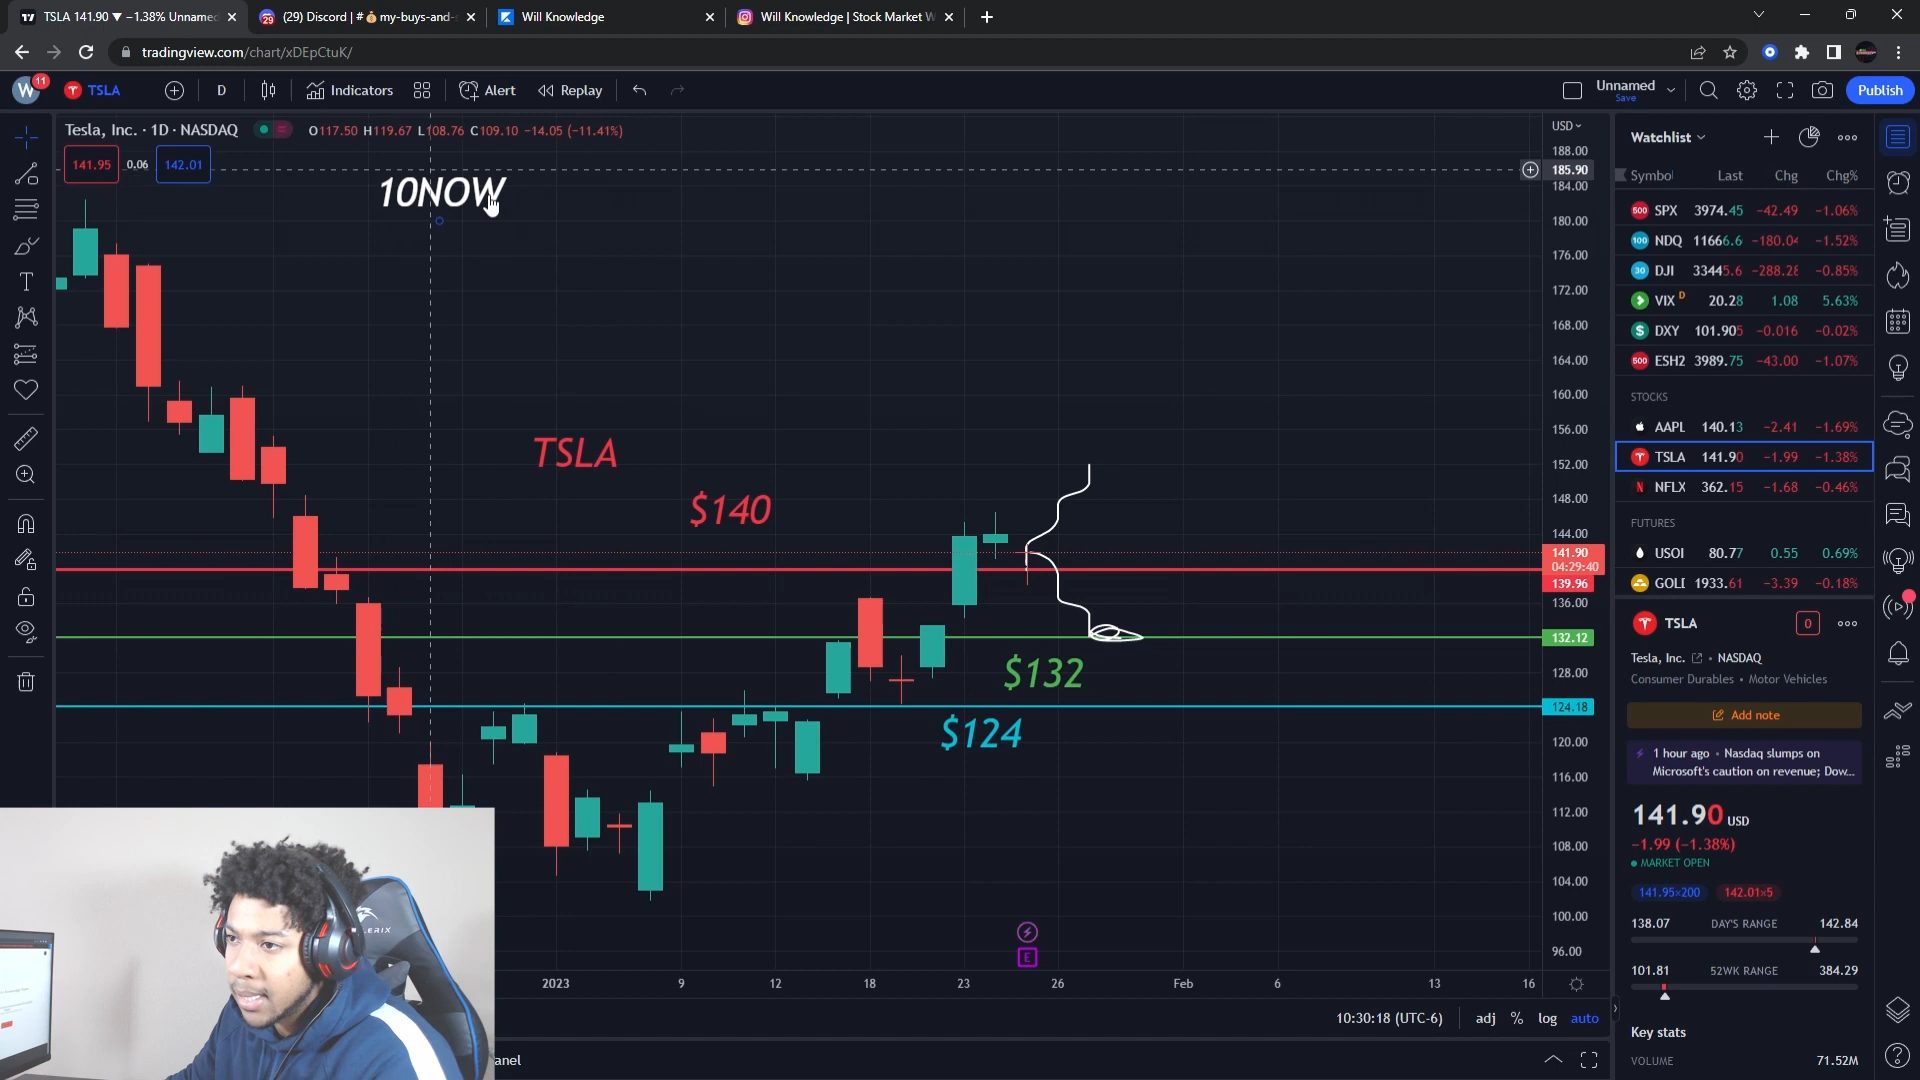 TSLA 141.90 ▼ −1.38% Unnamed
(29) Discord | #💰my-buys-and-s
Will Knowledge
Will Knowledge | Stock Market W
tradingview.com/chart/xDEpCtuK/
W 11 TSLA D Indicators Alert Replay Unnamed Save Publish
Tesla, Inc. · 1D · NASDAQ O117.50 H119.67 L108.76 C109.10 −14.05 (−11.41%)
141.95 0.06 142.01
10NOW
TSLA
$140
$132
$124
USD
188.00
185.90
184.00
180.00
176.00
172.00
168.00
164.00
160.00
156.00
152.00
148.00
144.00
141.90
04:29:40
139.96
136.00
132.12
128.00
124.18
120.00
116.00
112.00
108.00
104.00
100.00
96.00
E
2023 9 12 18 23 26 Feb 6 13 16
10:30:18 (UTC-6) adj % log auto
anel
Watchlist
Symbol Last Chg Chg%
500 SPX 3974.45 −42.49 −1.06%
100 NDQ 11666.6 −180.04 −1.52%
30 DJI 33445.6 −288.28 −0.85%
VIX D 20.28 1.08 5.63%
$ DXY 101.905 −0.016 −0.02%
500 ESH2 3989.75 −43.00 −1.07%
STOCKS
AAPL 140.13 −2.41 −1.69%
TSLA 141.90 −1.99 −1.38%
N NFLX 362.15 −1.68 −0.46%
FUTURES
USOI 80.77 0.55 0.69%
GOLD 1933.61 −3.39 −0.18%
TSLA 0
Tesla, Inc. • NASDAQ
Consumer Durables • Motor Vehicles
Add note
1 hour ago • Nasdaq slumps on
Microsoft's caution on revenue; Dow...
141.90 USD
−1.99 (−1.38%)
MARKET OPEN
141.95×200 142.01×5
138.07 DAY'S RANGE 142.84
101.81 52WK RANGE 384.29
Key stats
VOLUME 71.52M